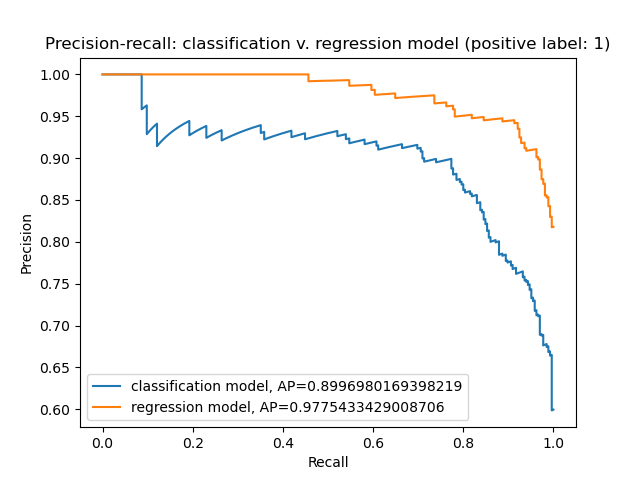 Precision-recall: classification v. regression model (positive label: 1)
1.00
0.95
0.90
0.85
0.80
0.75
0.70
0.65
0.60
Precision
classification model, AP=0.8996980169398219
regression model, AP=0.9775433429008706
0.0 0.2 0.4 0.6 0.8 1.0
Recall